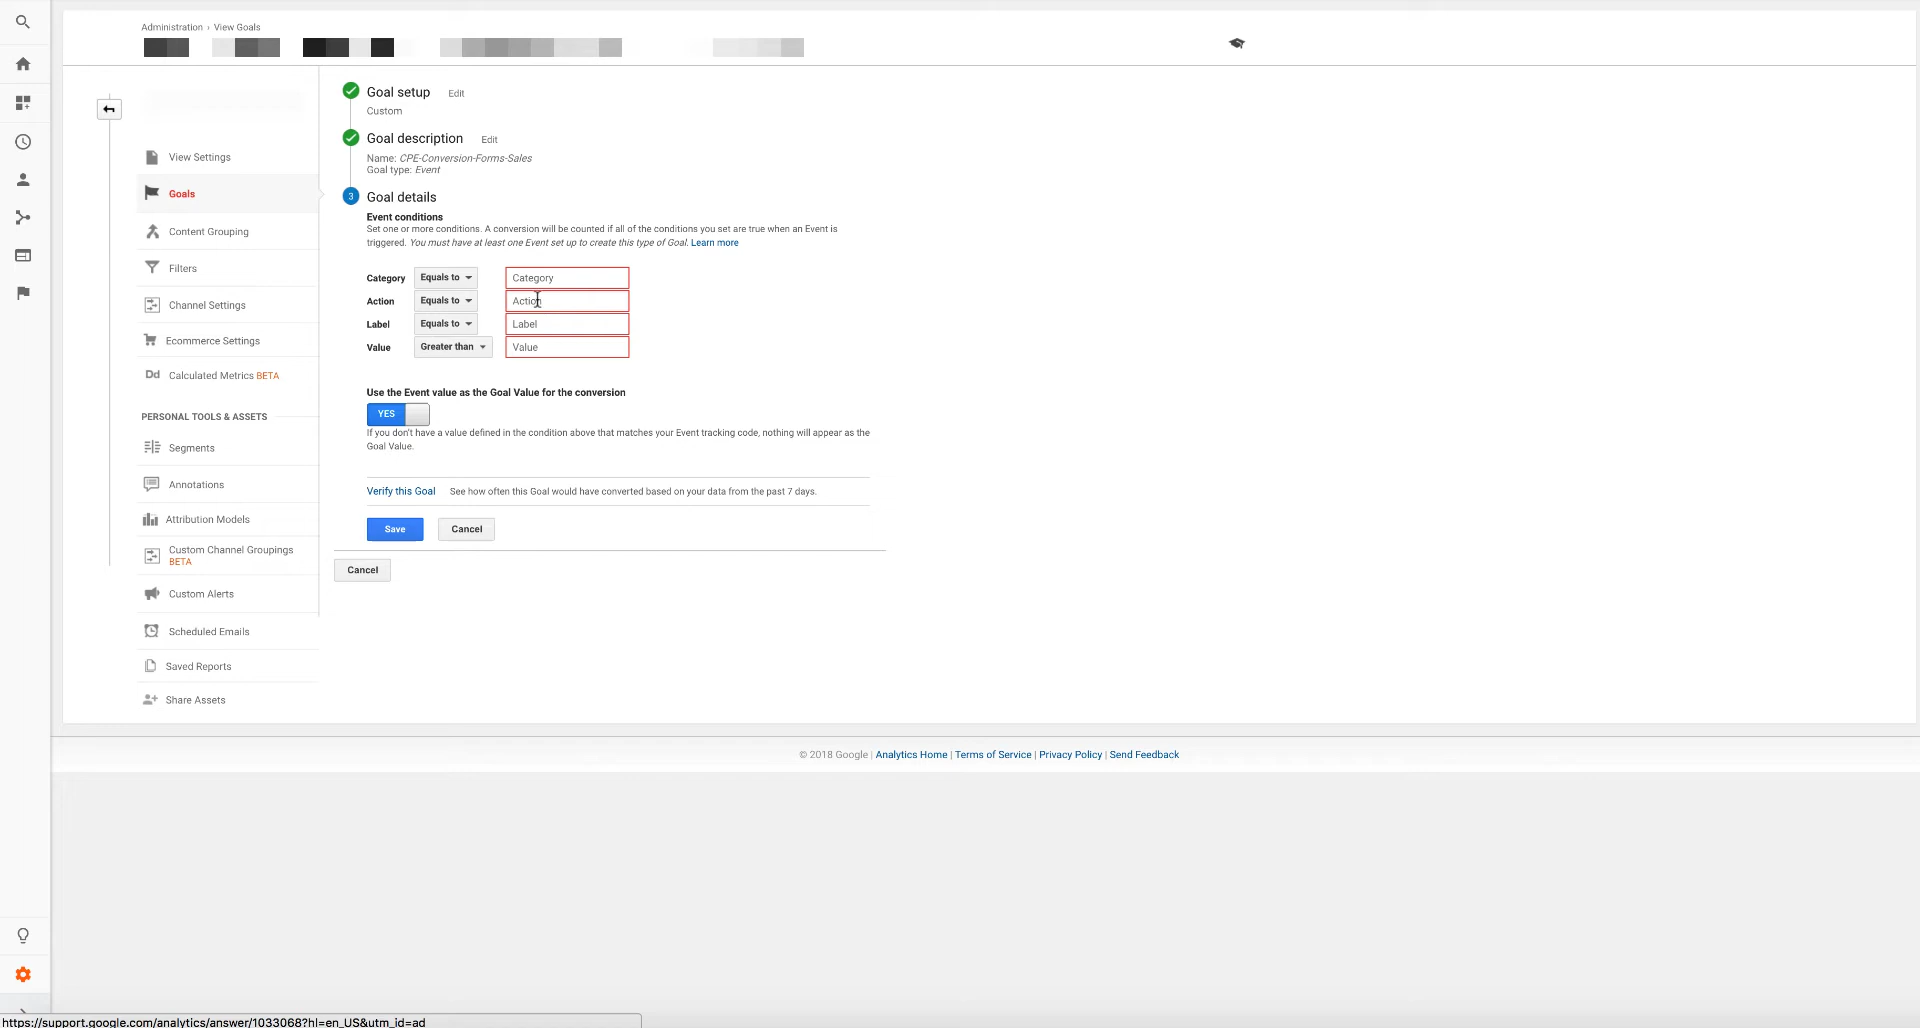 Administration › View Goals
Goal setup Edit
Custom
Goal description Edit
Name: CPE-Conversion-Forms-Sales
Goal type: Event
3 Goal details
Event conditions
Set one or more conditions. A conversion will be counted if all of the conditions you set are true when an Event is
triggered. You must have at least one Event set up to create this type of Goal. Learn more
Category Equals to Category
Action Equals to Action
Label Equals to Label
Value Greater than Value
Use the Event value as the Goal Value for the conversion
YES
If you don't have a value defined in the condition above that matches your Event tracking code, nothing will appear as the
Goal Value.
Verify this Goal See how often this Goal would have converted based on your data from the past 7 days.
Save Cancel
Cancel
View Settings
Goals
Content Grouping
Filters
Channel Settings
Ecommerce Settings
Dd Calculated Metrics BETA
PERSONAL TOOLS & ASSETS
Segments
Annotations
Attribution Models
Custom Channel Groupings
BETA
Custom Alerts
Scheduled Emails
Saved Reports
Share Assets
© 2018 Google | Analytics Home | Terms of Service | Privacy Policy | Send Feedback
https://support.google.com/analytics/answer/1033068?hl=en_US&utm_id=ad